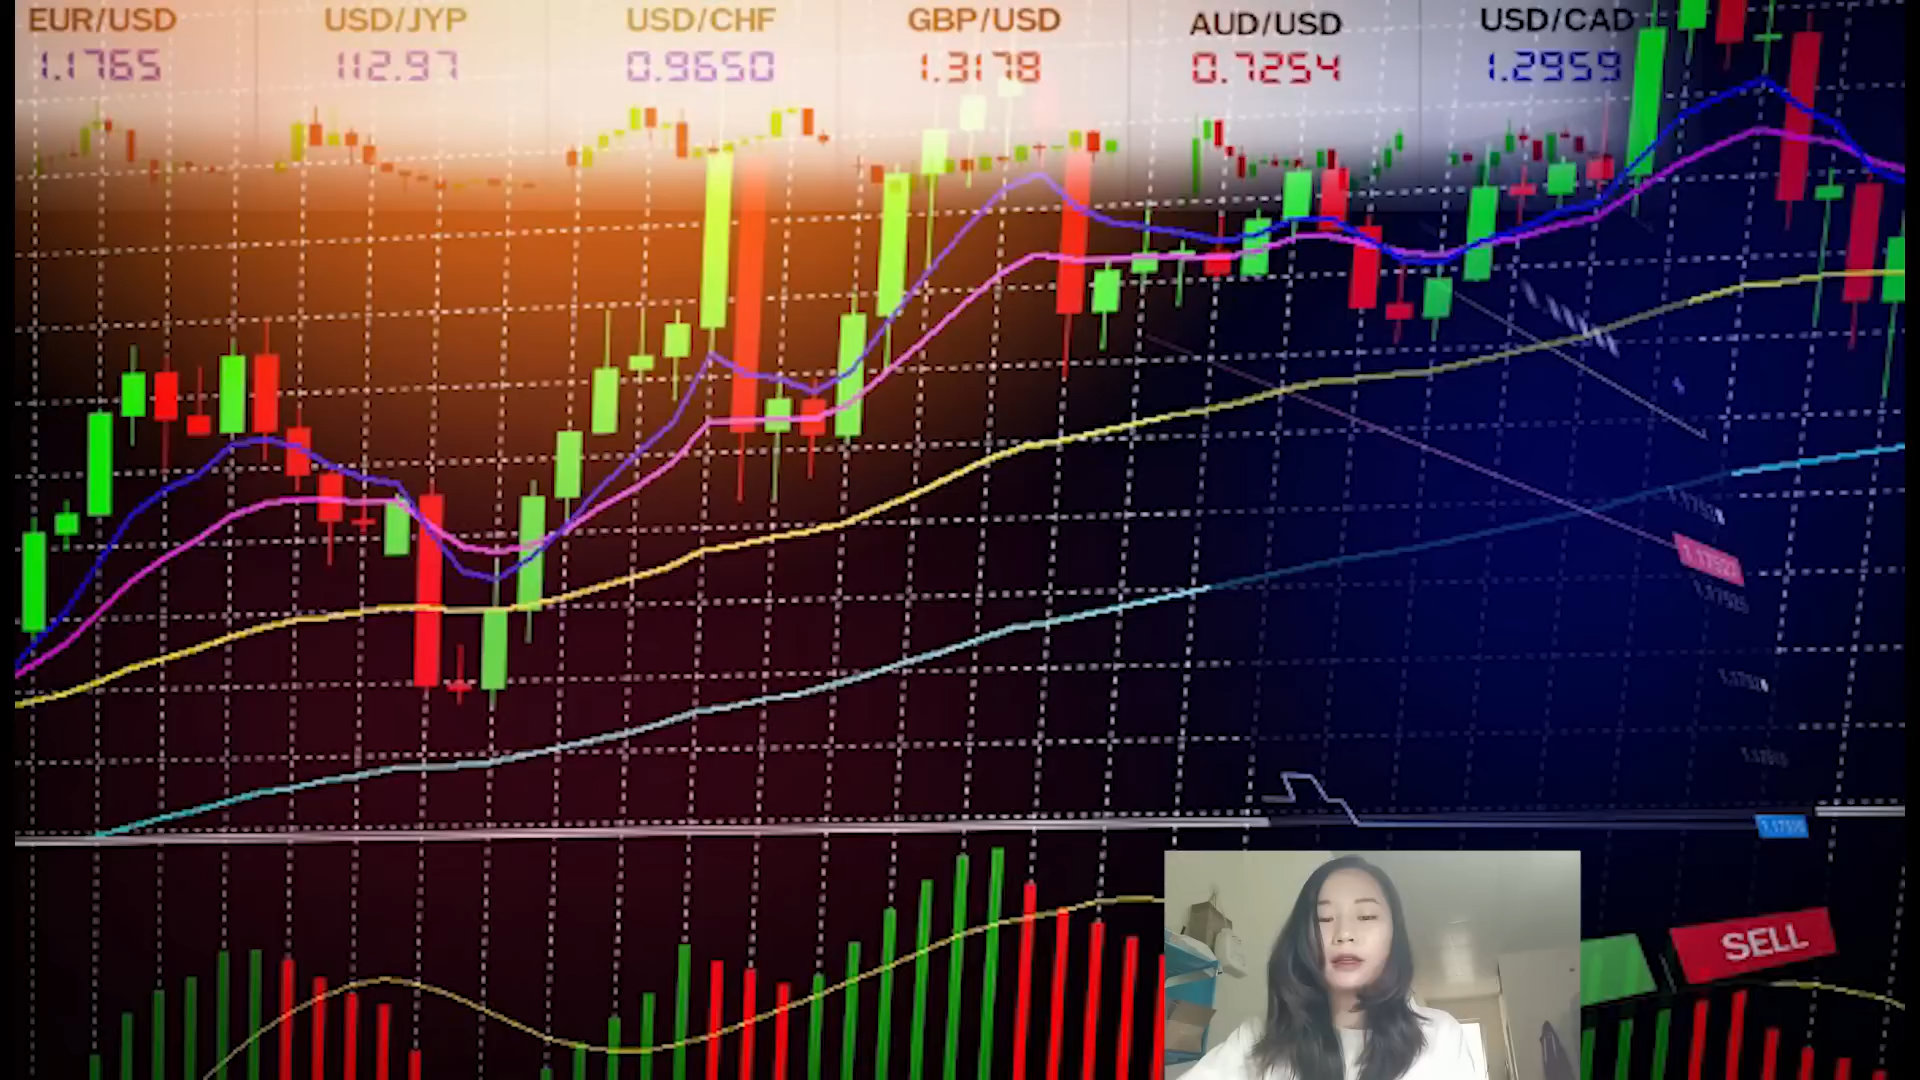 EUR/USD USD/JYP USD/CHF GBP/USD AUD/USD USD/CAD
1.1765 112.97 0.9650 1.3178 0.7254 1.2959
SELL